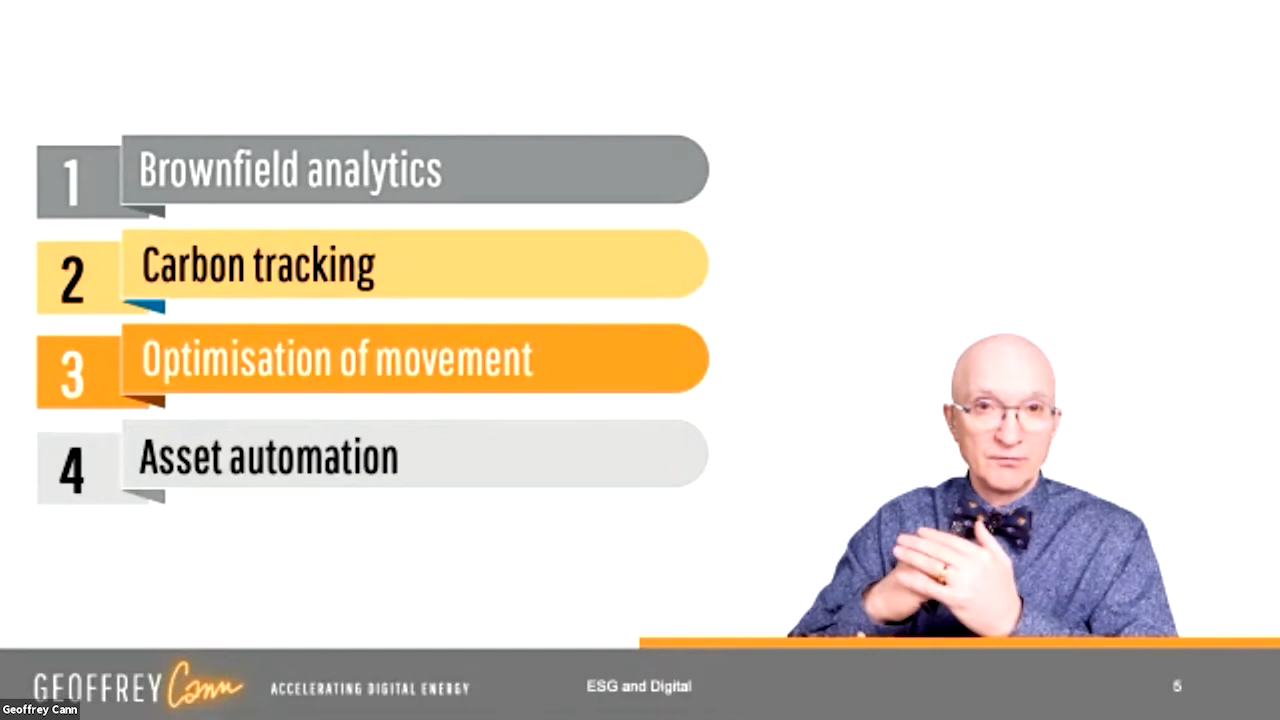 1 Brownfield analytics
2 Carbon tracking
3 Optimisation of movement
4 Asset automation
GEOFFREY Cann ACCELERATING DIGITAL ENERGY ESG and Digital 5
Geoffrey Cann